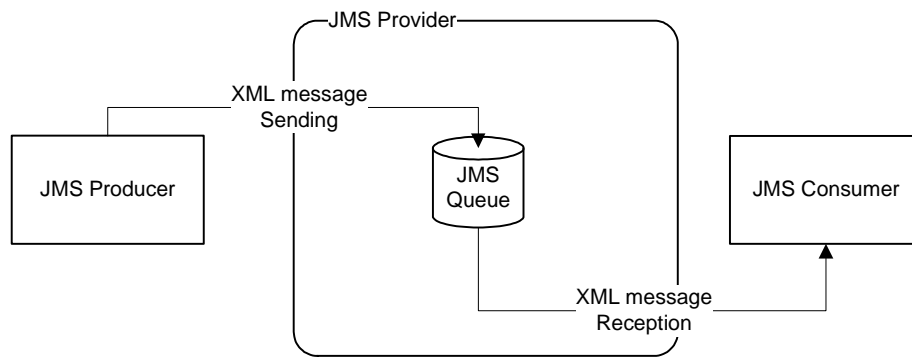 JMS Provider
XML message
Sending
JMS Producer
JMS
Queue
JMS Consumer
XML message
Reception